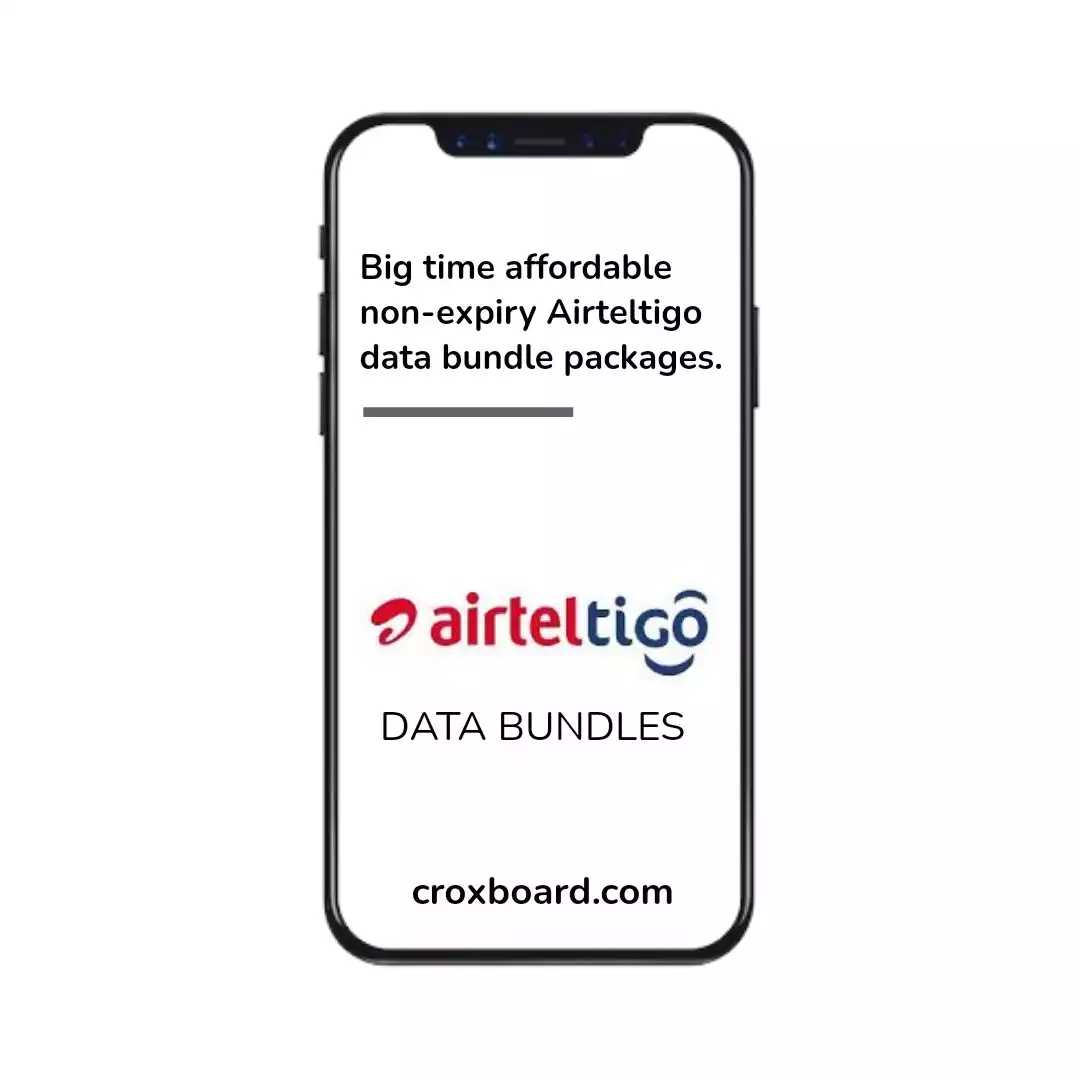 Big time affordable
non-expiry Airteltigo
data bundle packages.
airteltigo
DATA BUNDLES
croxboard.com